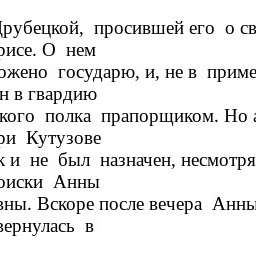 Друбецкой, просившей его о св
рисе. О нем
ожено государю, и, не в приме
н в гвардию
кого полка прапорщиком. Но а
ри Кутузове
к и не был назначен, несмотря
оиски Анны
вны. Вскоре после вечера Анны
вернулась в